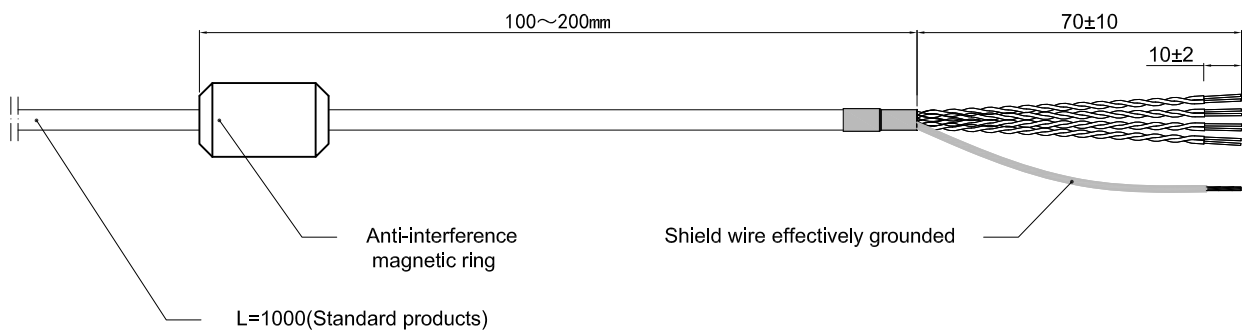 100～200mm
70±10
10±2
Anti-interference
magnetic ring
Shield wire effectively grounded
L=1000(Standard products)